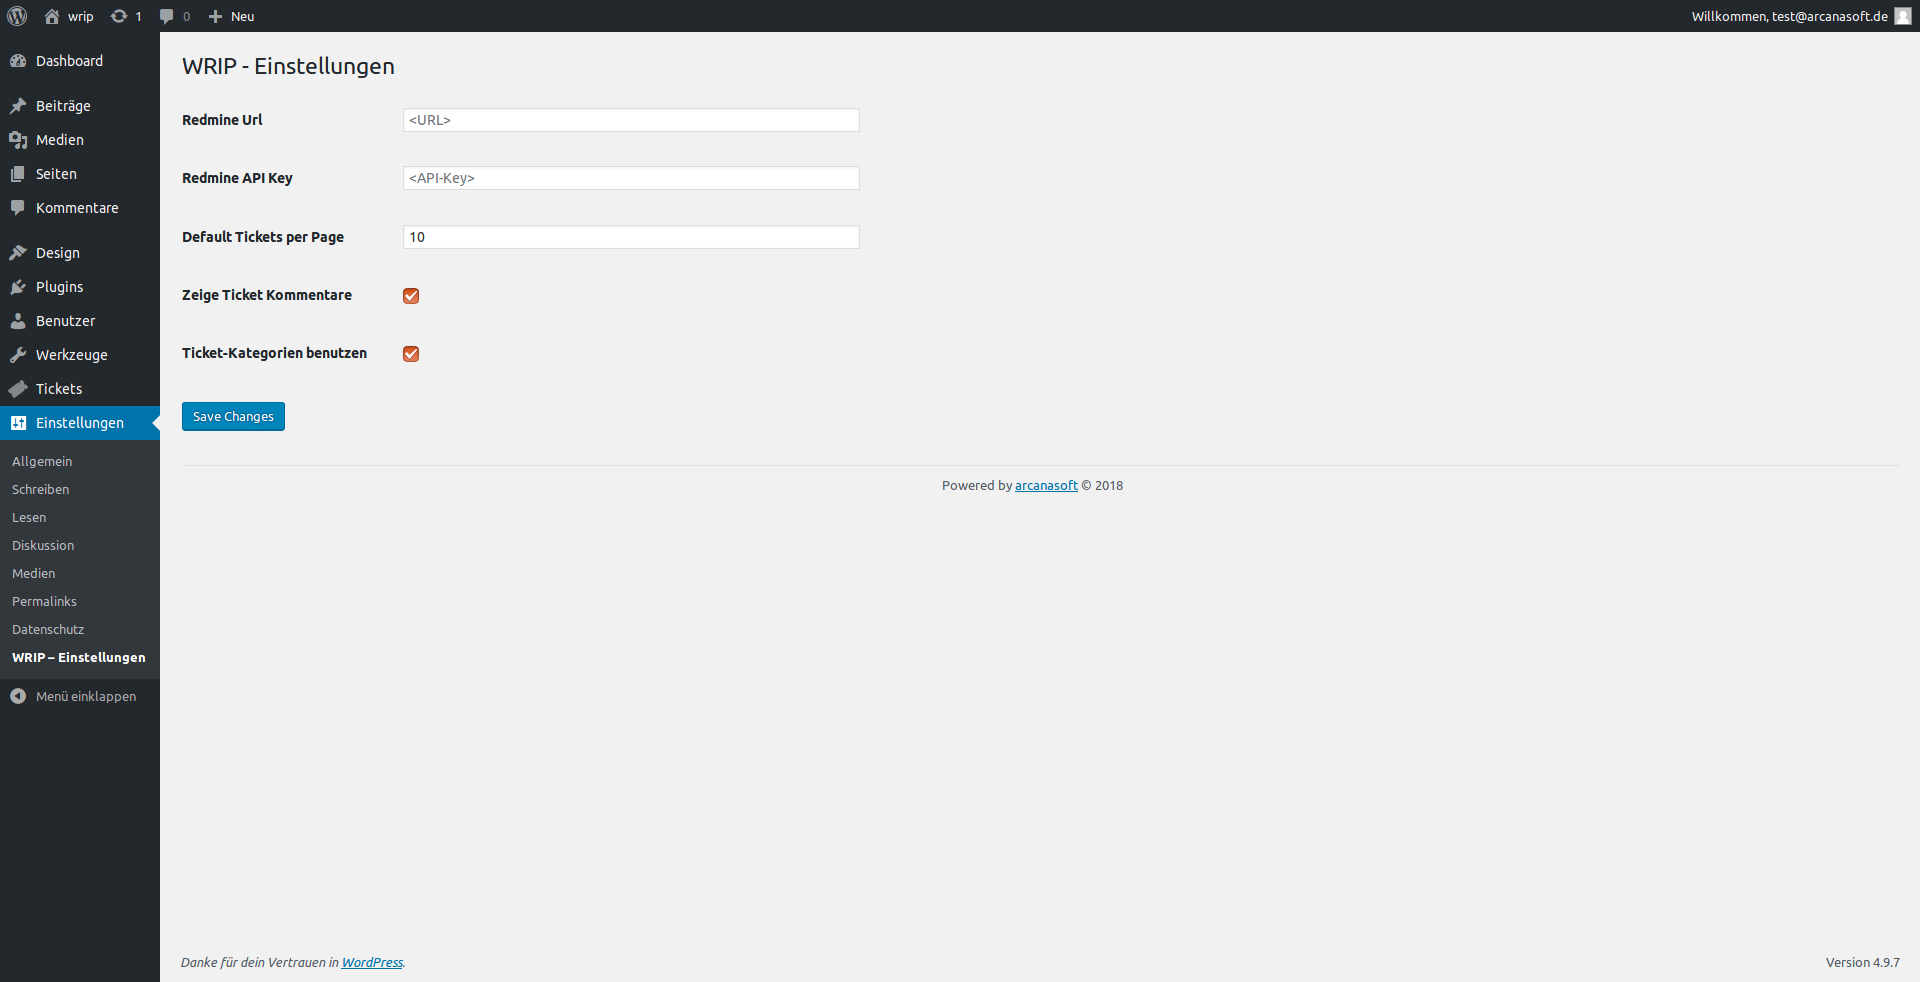 wrip 1 0 Neu Willkommen, test@arcanasoft.de
Dashboard
Beiträge
Medien
Seiten
Kommentare
Design
Plugins
Benutzer
Werkzeuge
Tickets
Einstellungen
Allgemein
Schreiben
Lesen
Diskussion
Medien
Permalinks
Datenschutz
WRIP – Einstellungen
Menü einklappen
WRIP - Einstellungen
Redmine Url <URL>
Redmine API Key <API-Key>
Default Tickets per Page 10
Zeige Ticket Kommentare
Ticket-Kategorien benutzen
Save Changes
Powered by arcanasoft © 2018
Danke für dein Vertrauen in WordPress. Version 4.9.7